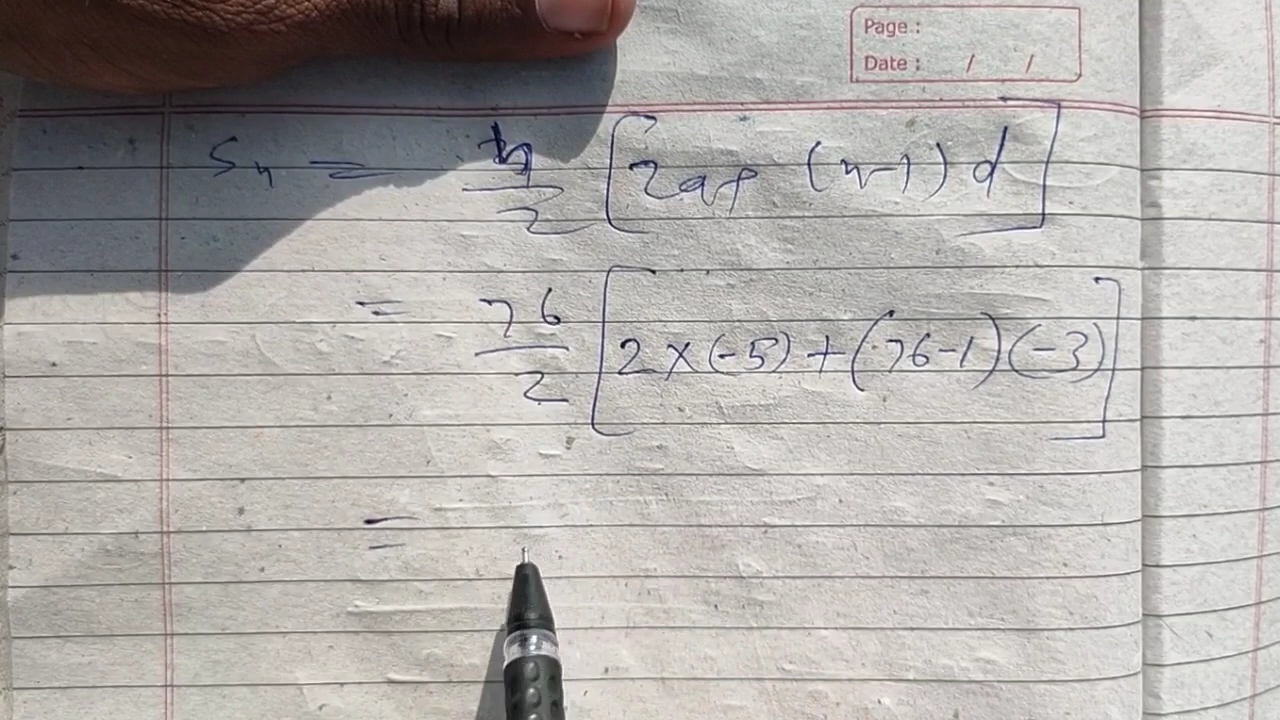 Page :
Date : / /
Sn = n/2 [2a+ (n-1) d]
= 76/2 [2×(-5)+(76-1)(-3)]
=